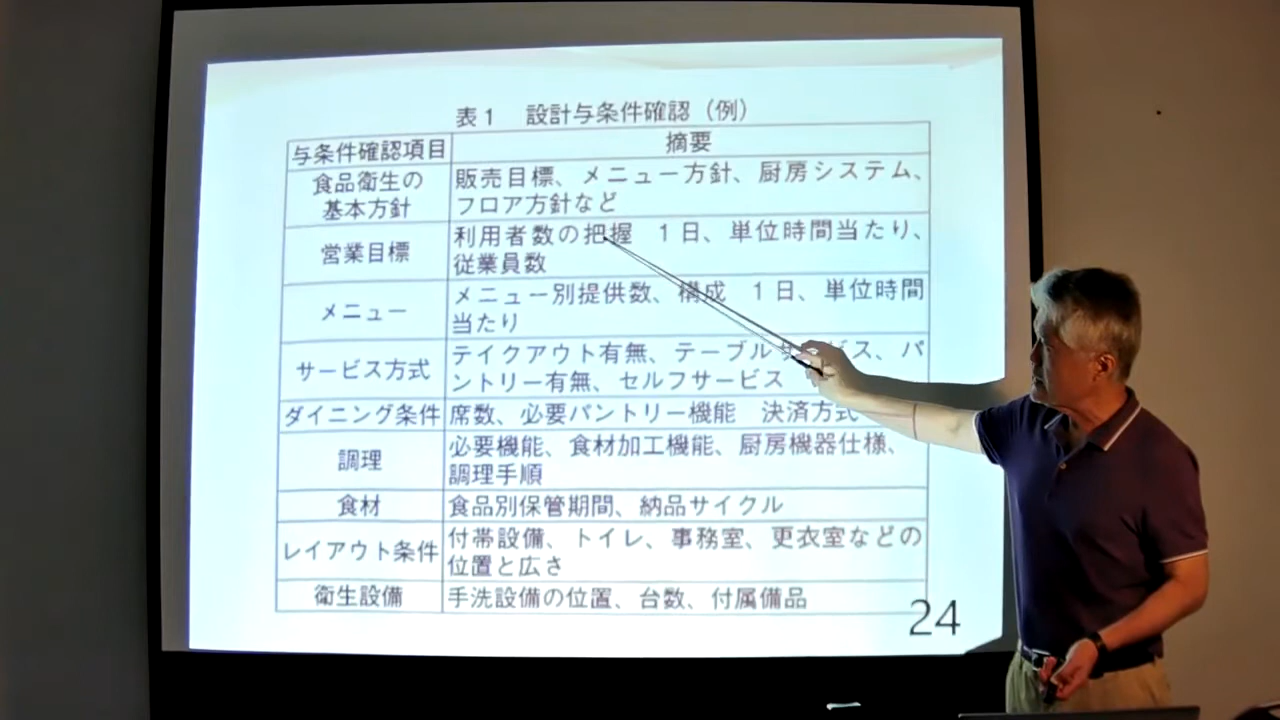 表１　設計与条件確認（例）
与条件確認項目　摘要
食品衛生の
基本方針
販売目標、メニュー方針、厨房システム、
フロア方針など
営業目標
利用者数の把握　１日、単位時間当たり、
従業員数
メニュー
メニュー別提供数、構成　１日、単位時間
当たり
サービス方式
テイクアウト有無、テーブルサービス、パ
ントリー有無、セルフサービス
ダイニング条件
席数、必要パントリー機能　決済方式
調理
必要機能、食材加工機能、厨房機器仕様、
調理手順
食材
食品別保管期間、納品サイクル
レイアウト条件
付帯設備、トイレ、事務室、更衣室などの
位置と広さ
衛生設備
手洗設備の位置、台数、付属備品
24